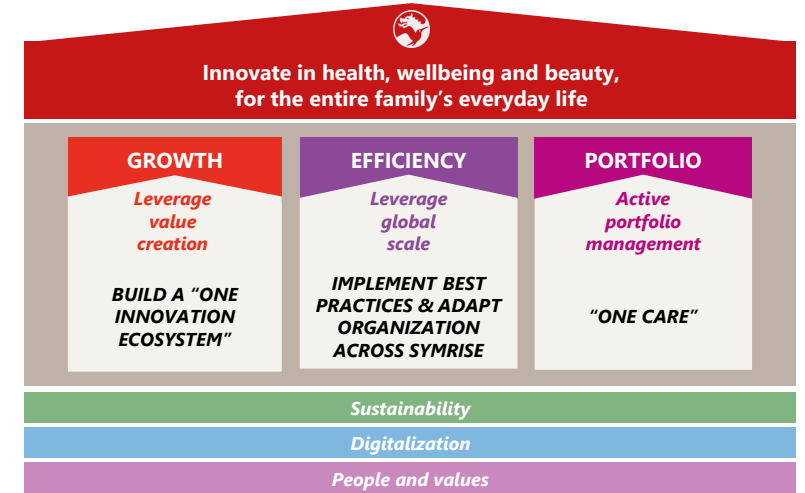 Innovate in health, wellbeing and beauty,
for the entire family’s everyday life
GROWTH
Leverage
value
creation
BUILD A “ONE
INNOVATION
ECOSYSTEM”
EFFICIENCY
Leverage
global
scale
IMPLEMENT BEST
PRACTICES & ADAPT
ORGANIZATION
ACROSS SYMRISE
PORTFOLIO
Active
portfolio
management
“ONE CARE”
Sustainability
Digitalization
People and values